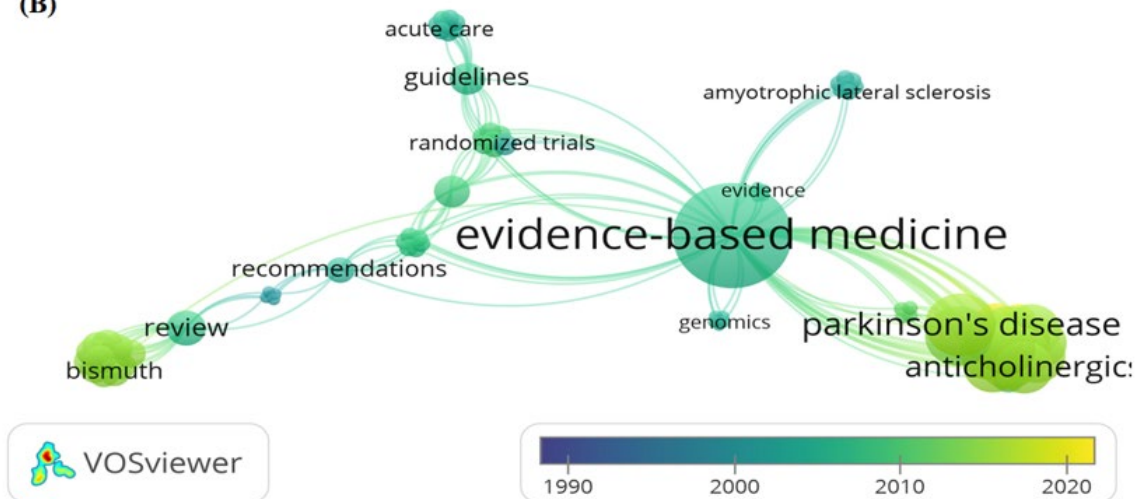 (B)
acute care
guidelines
amyotrophic lateral sclerosis
randomized trials
evidence
evidence-based medicine
recommendations
genomics
parkinson's disease
review
anticholinergics
bismuth
VOSviewer
1990 2000 2010 2020